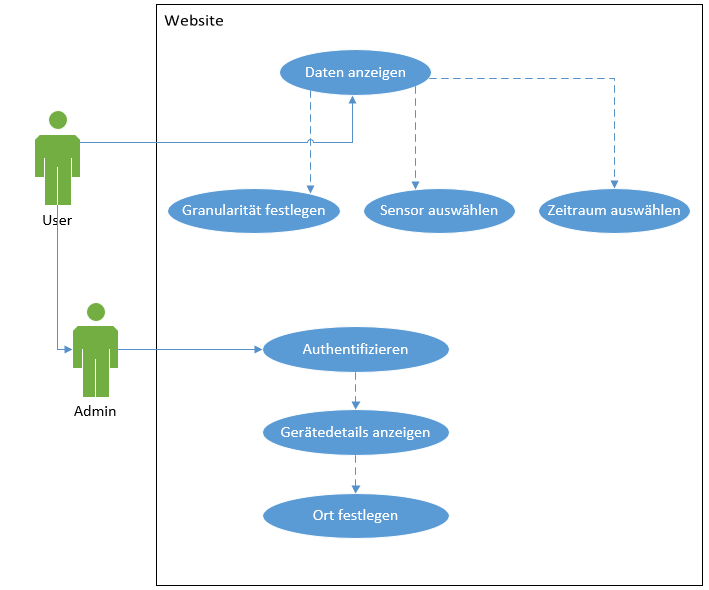 Website
Daten anzeigen
User
Granularität festlegen
Sensor auswählen
Zeitraum auswählen
Admin
Authentifizieren
Gerätedetails anzeigen
Ort festlegen